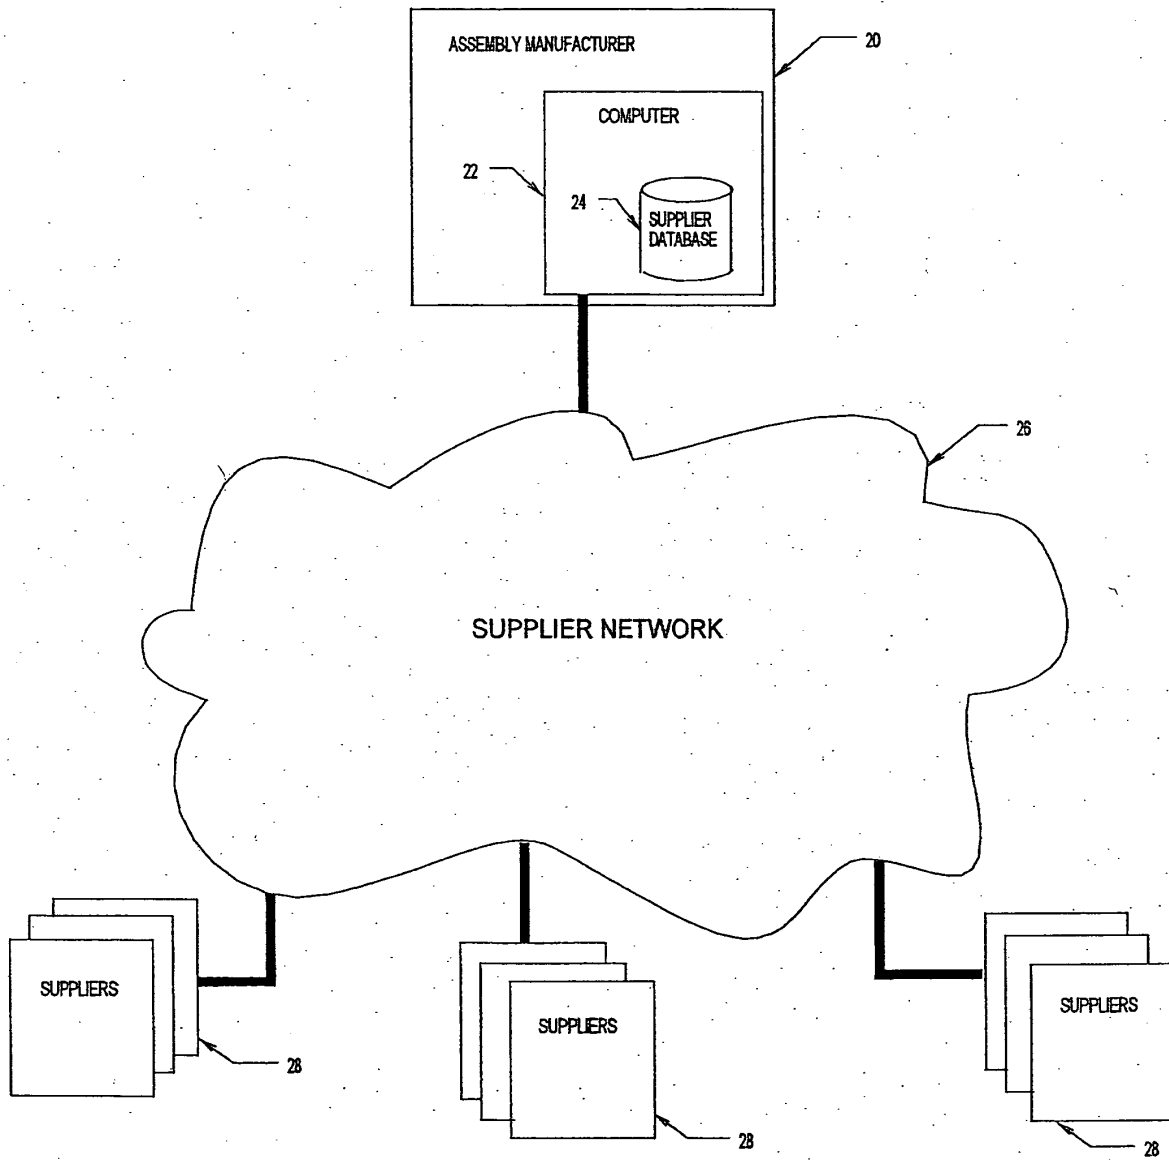 ASSEMBLY MANUFACTURER
20
COMPUTER
22
24
SUPPLIER
DATABASE
26
SUPPLIER NETWORK
SUPPLIERS
28
SUPPLIERS
28
SUPPLIERS
28